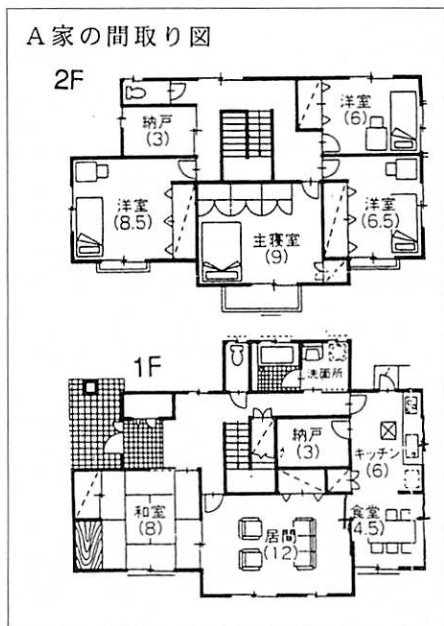 A家の間取り図
2F
納戸
(3)
洋室
(6)
洋室
(8.5)
主寝室
(9)
洋室
(6.5)
1F
洗面所
納戸
(3)
キッチン
(6)
和室
(8)
居間
(12)
食堂
(4.5)